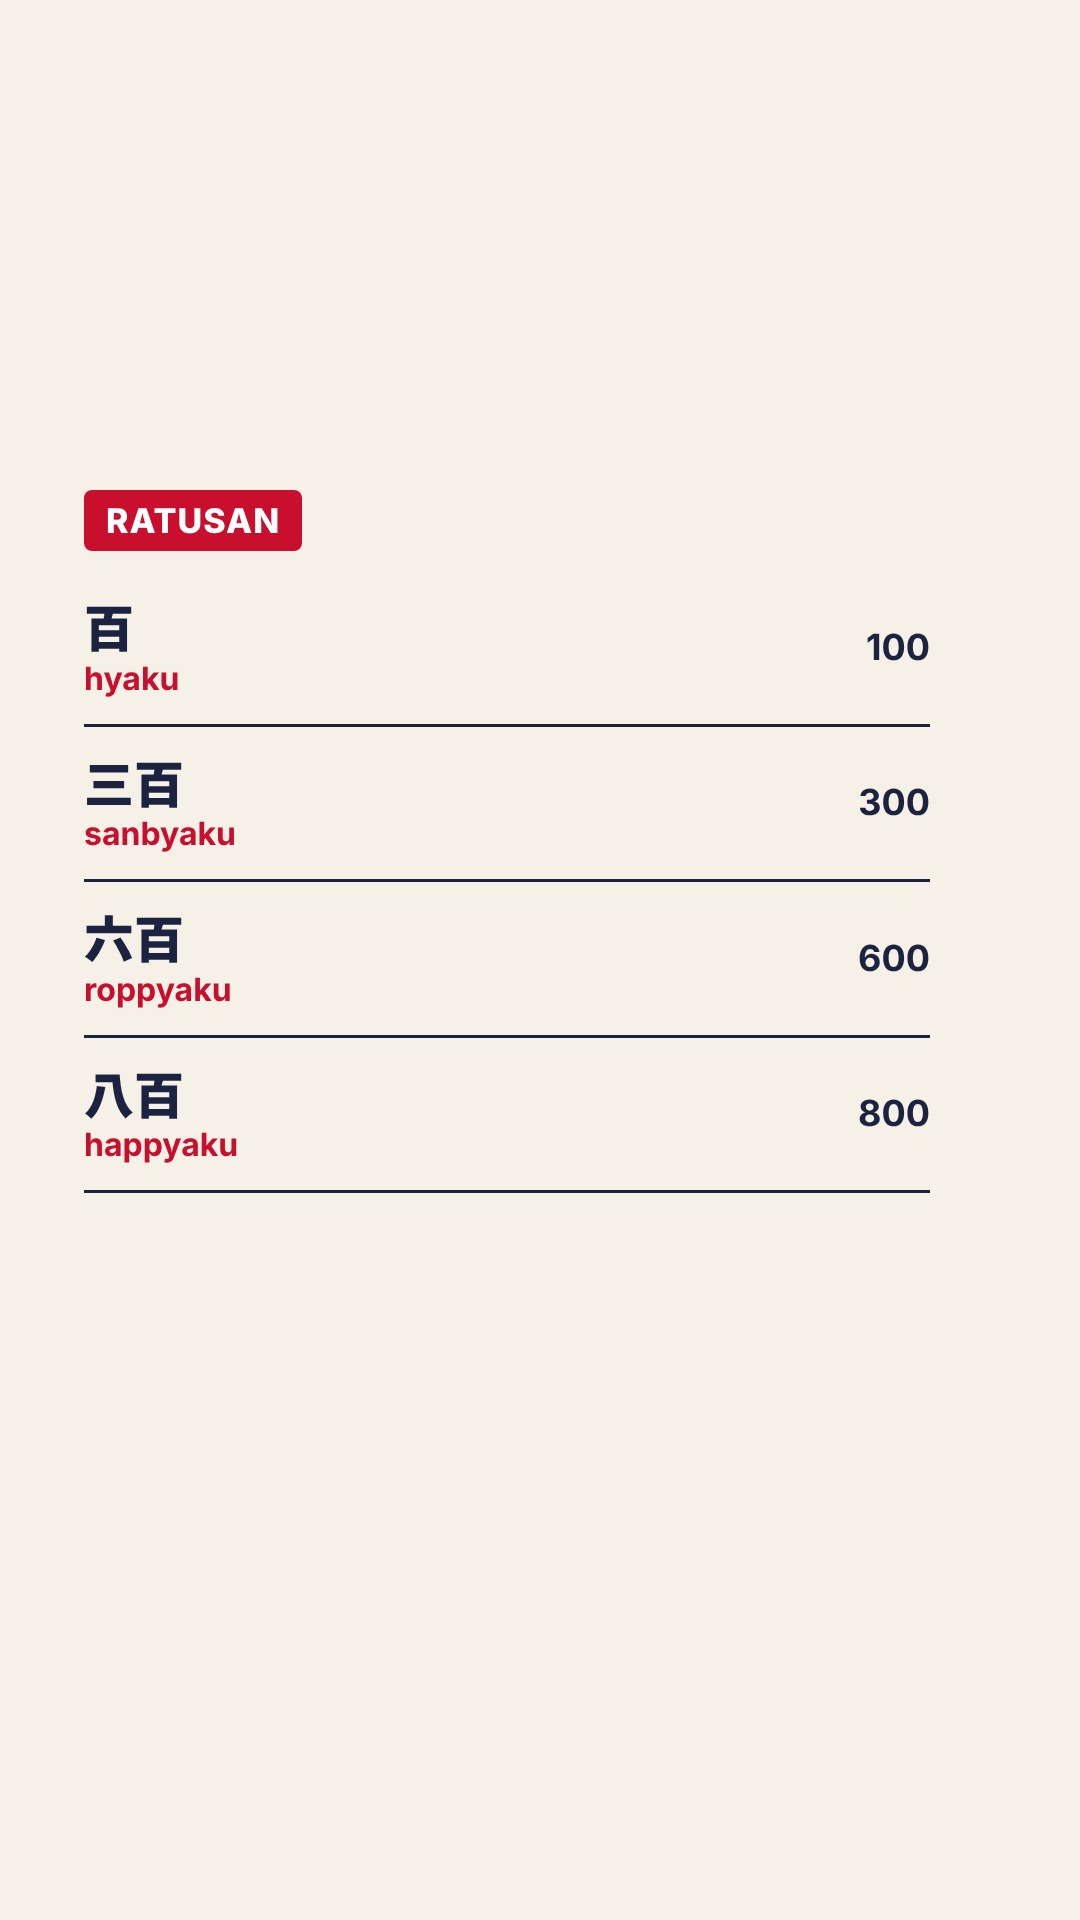 RATUSAN
百
hyaku
100
三百
sanbyaku
300
六百
roppyaku
600
八百
happyaku
800